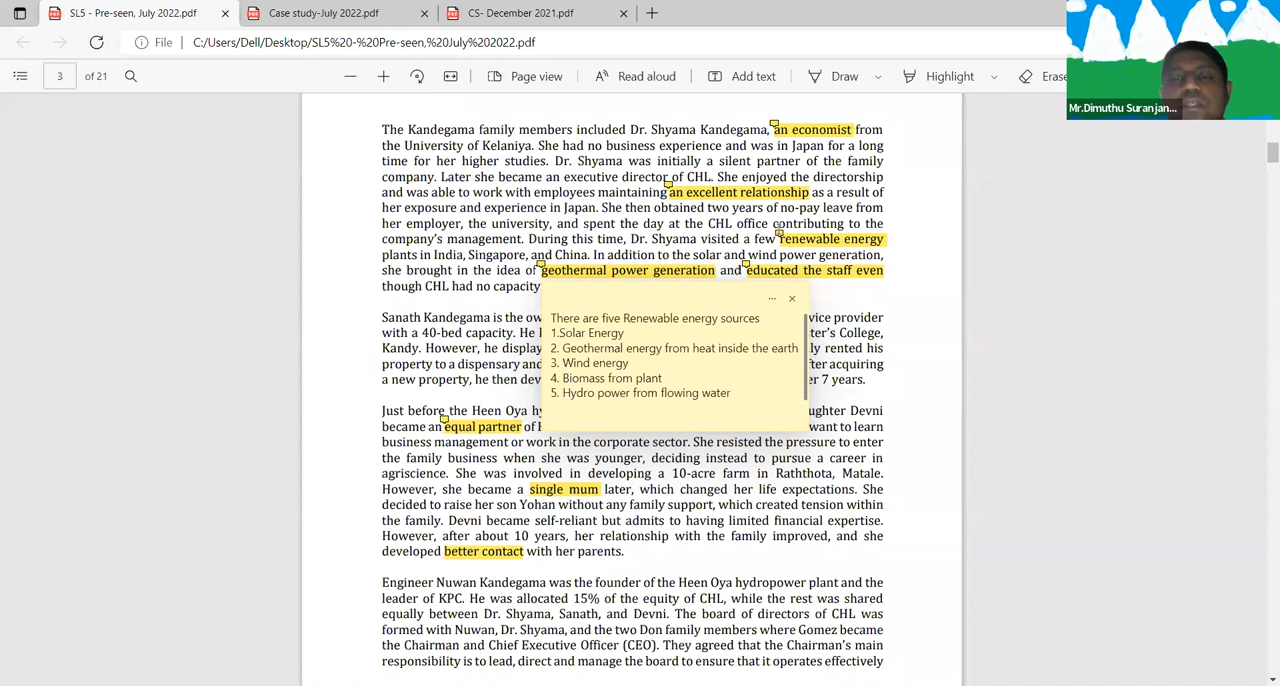 SL5 - Pre-seen, July 2022.pdf
Case study-July 2022.pdf
CS- December 2021.pdf
File
C:/Users/Dell/Desktop/SL5%20-%20Pre-seen,%20July%202022.pdf
3 of 21
Page view
Read aloud
Add text
Draw
Highlight
Erase
Mr.Dimuthu Suranjan...
The Kandegama family members included Dr. Shyama Kandegama, an economist from
the University of Kelaniya. She had no business experience and was in Japan for a long
time for her higher studies. Dr. Shyama was initially a silent partner of the family
company. Later she became an executive director of CHL. She enjoyed the directorship
and was able to work with employees maintaining an excellent relationship as a result of
her exposure and experience in Japan. She then obtained two years of no-pay leave from
her employer, the university, and spent the day at the CHL office contributing to the
company's management. During this time, Dr. Shyama visited a few renewable energy
plants in India, Singapore, and China. In addition to the solar and wind power generation,
she brought in the idea of geothermal power generation and educated the staff even
though CHL had no capacity
There are five Renewable energy sources
1.Solar Energy
2. Geothermal energy from heat inside the earth
3. Wind energy
4. Biomass from plant
5. Hydro power from flowing water
Sanath Kandegama is the ow vice provider
with a 40-bed capacity. He ter's College,
Kandy. However, he display ly rented his
property to a dispensary and fter acquiring
a new property, he then dev er 7 years.
Just before the Heen Oya hy ughter Devni
became an equal partner of want to learn
business management or work in the corporate sector. She resisted the pressure to enter
the family business when she was younger, deciding instead to pursue a career in
agriscience. She was involved in developing a 10-acre farm in Raththota, Matale.
However, she became a single mum later, which changed her life expectations. She
decided to raise her son Yohan without any family support, which created tension within
the family. Devni became self-reliant but admits to having limited financial expertise.
However, after about 10 years, her relationship with the family improved, and she
developed better contact with her parents.
Engineer Nuwan Kandegama was the founder of the Heen Oya hydropower plant and the
leader of KPC. He was allocated 15% of the equity of CHL, while the rest was shared
equally between Dr. Shyama, Sanath, and Devni. The board of directors of CHL was
formed with Nuwan, Dr. Shyama, and the two Don family members where Gomez became
the Chairman and Chief Executive Officer (CEO). They agreed that the Chairman's main
responsibility is to lead, direct and manage the board to ensure that it operates effectively